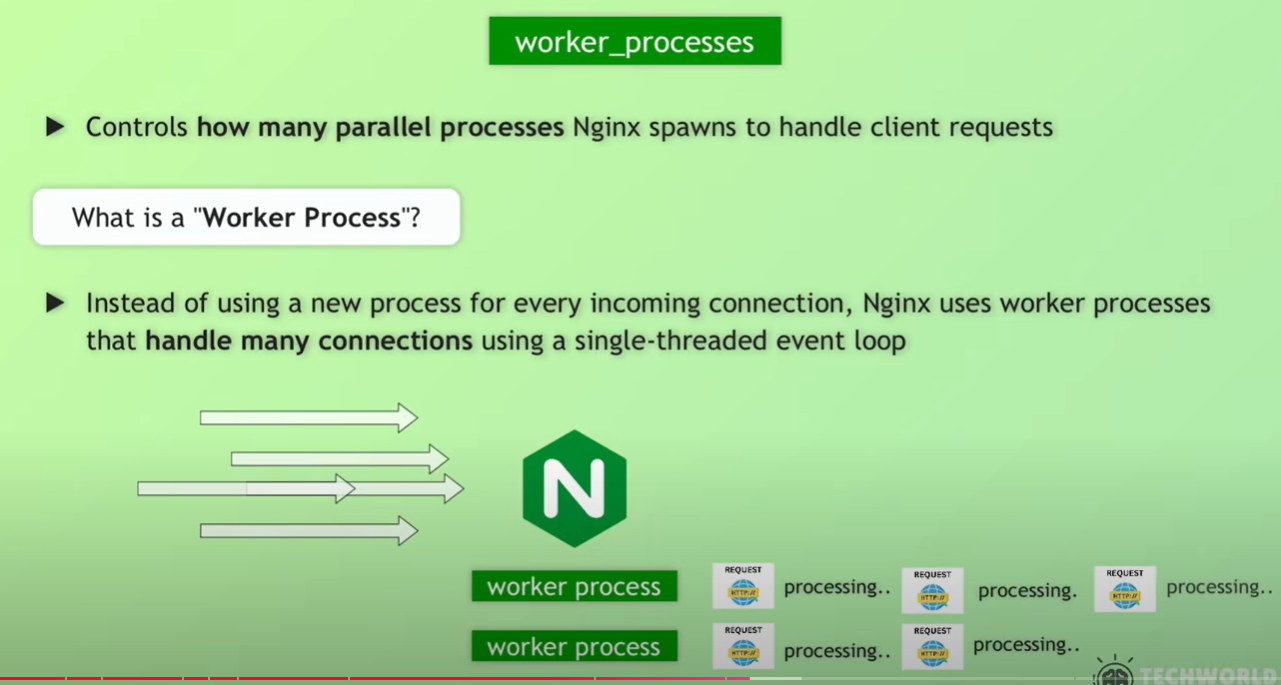 worker_processes
► Controls how many parallel processes Nginx spawns to handle client requests
What is a "Worker Process"?
► Instead of using a new process for every incoming connection, Nginx uses worker processes
that handle many connections using a single-threaded event loop
N
worker process REQUEST HTTP:// processing.. REQUEST HTTP:// processing. REQUEST HTTP:// processing..
worker process REQUEST HTTP:// processing.. REQUEST HTTP:// processing..
TECHWORLD